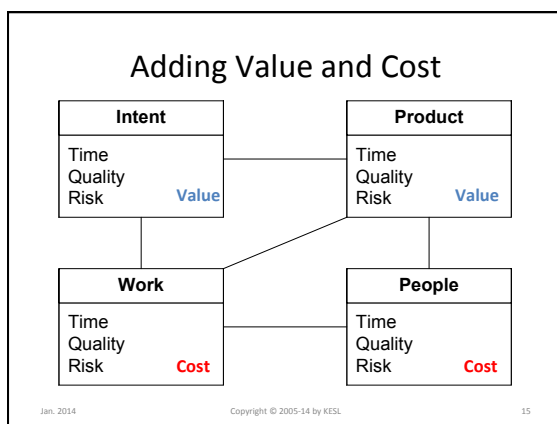 Adding Value and Cost
Intent
Time
Quality
Risk Value
Product
Time
Quality
Risk Value
Work
Time
Quality
Risk Cost
People
Time
Quality
Risk Cost
Jan. 2014 Copyright © 2005-14 by KESL 15